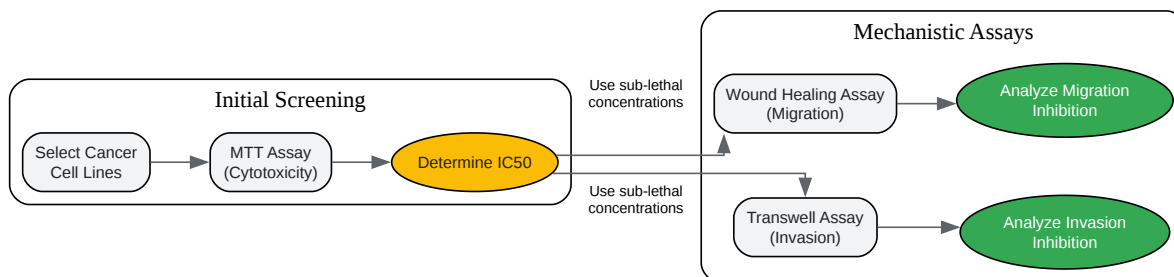 Initial Screening
Select Cancer
Cell Lines
MTT Assay
(Cytotoxicity)
Determine IC50
Use sub-lethal
concentrations
Use sub-lethal
concentrations
Mechanistic Assays
Wound Healing Assay
(Migration)
Analyze Migration
Inhibition
Transwell Assay
(Invasion)
Analyze Invasion
Inhibition